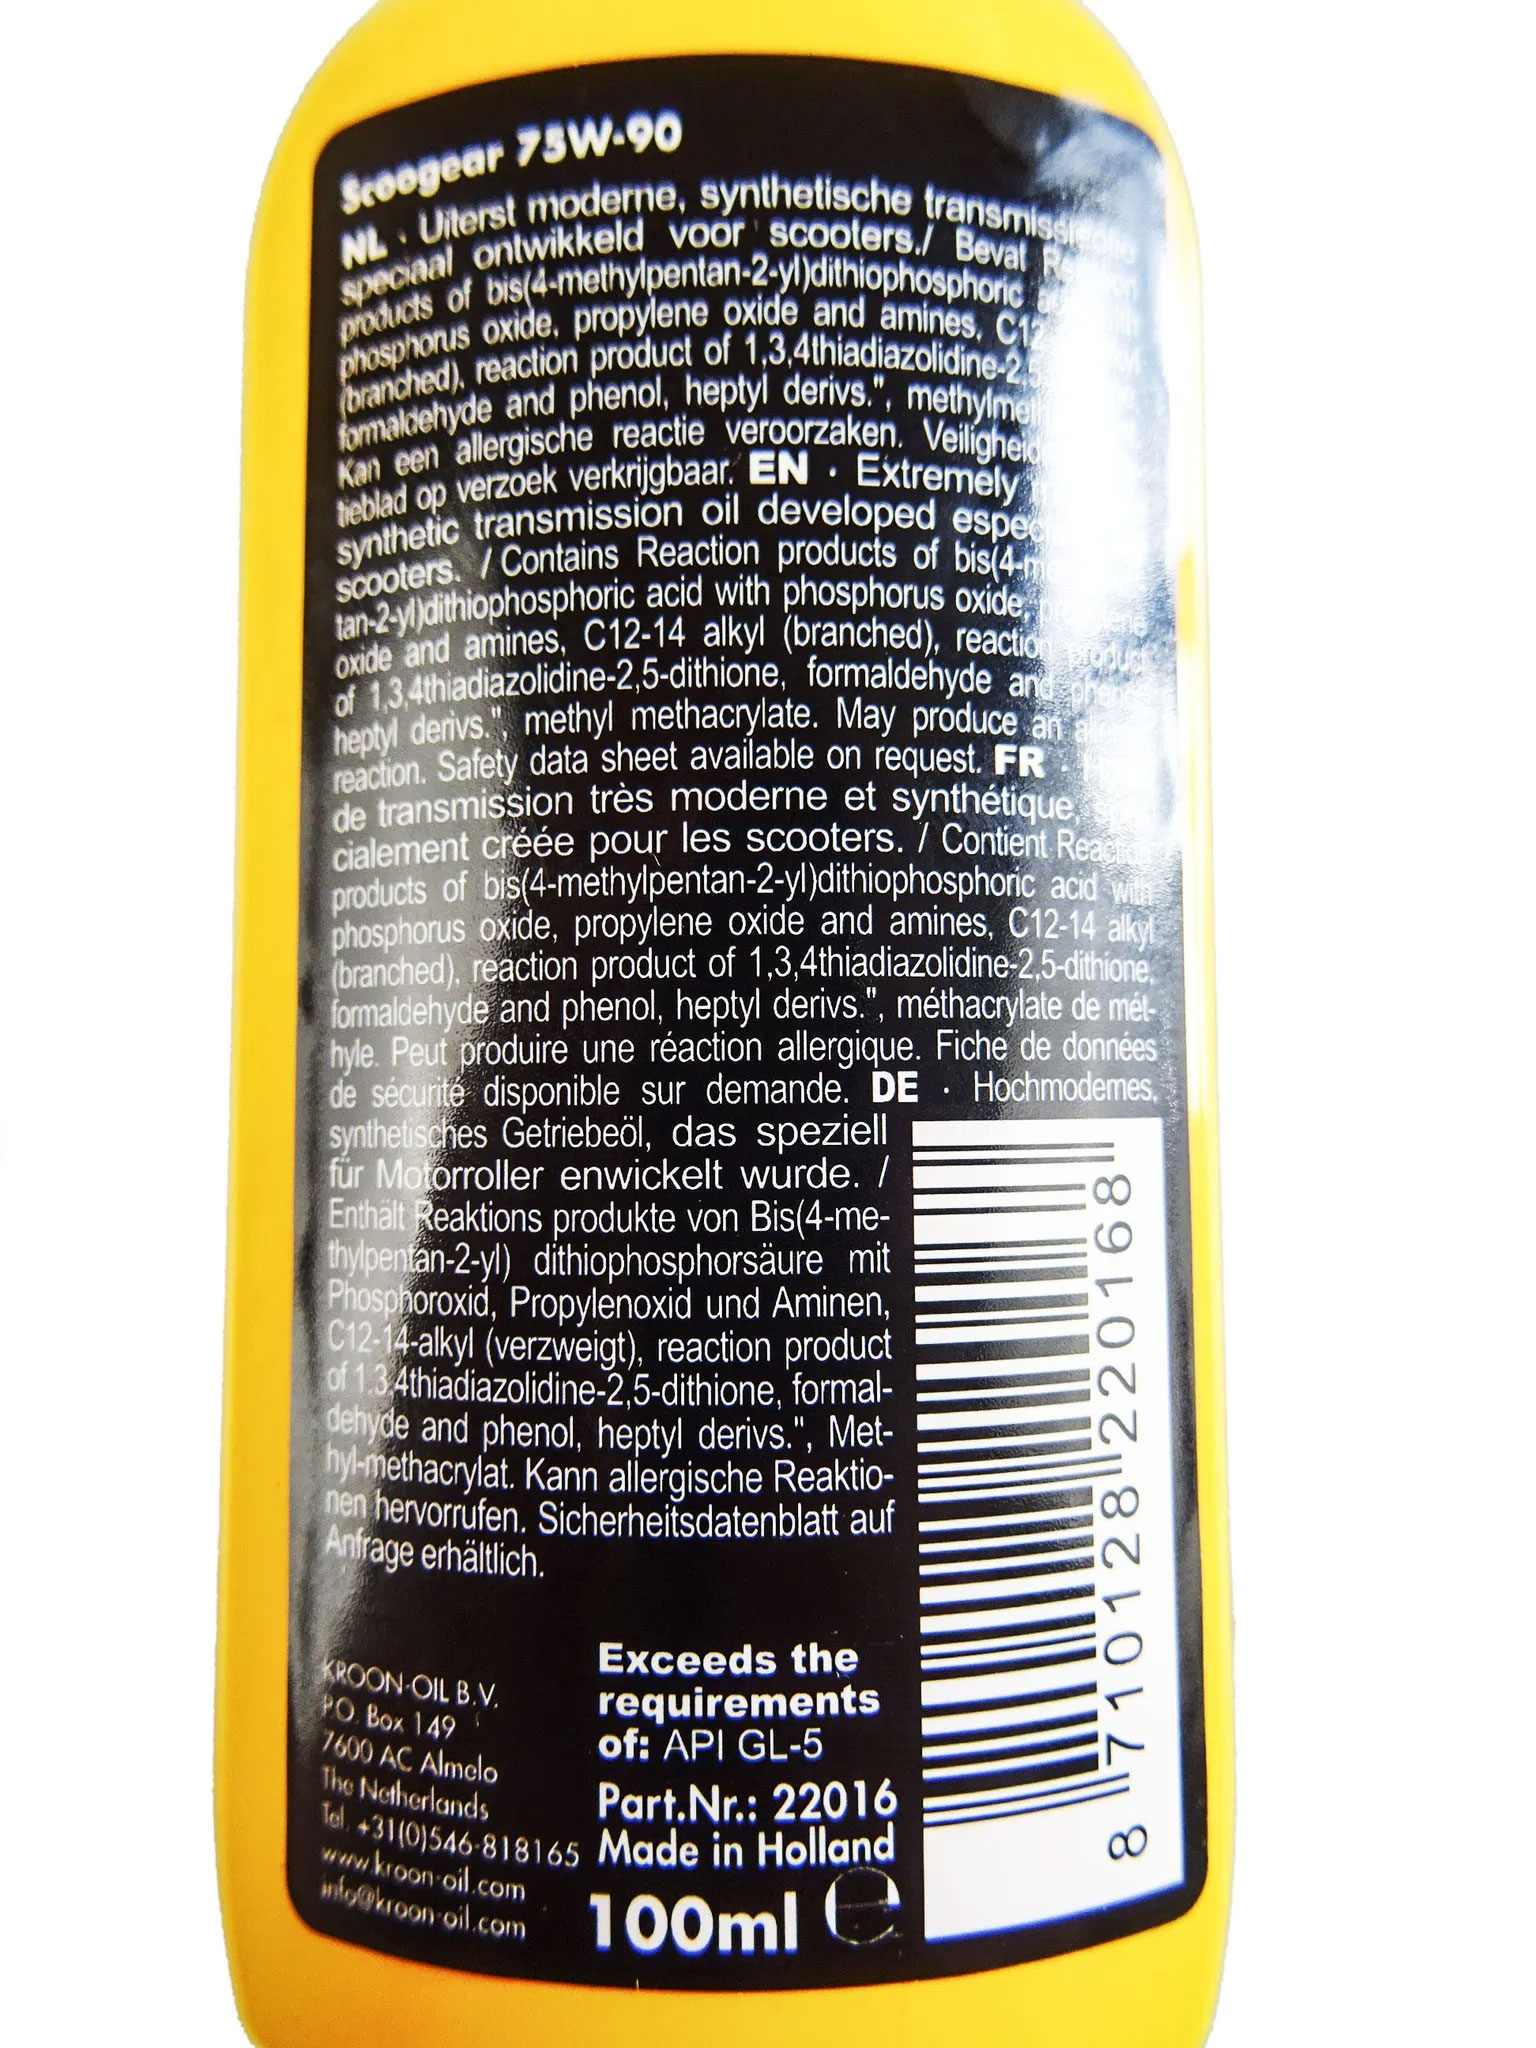 Scoogear 75W-90
NL · Uiterst moderne, synthetische
speciaal ontwikkeld voor scooters./ Bevat
products of bis(4-methylpentan-2-yl)dithiophosphoric
phosphorus oxide, propylene oxide and amines,
(branched), reaction product of
formaldehyde and phenol, heptyl derivs.",
Kan een allergische reactie veroorzaken.
tieblad op verzoek verkrijgbaar. EN · Extremely
synthetic transmission oil developed
scooters. / Contains Reaction products of
tan-2-yl)dithiophosphoric acid with phosphorus oxide, propylene
oxide and amines, C12-14 alkyl (branched), reaction product
of 1,3,4thiadiazolidine-2,5-dithione, formaldehyde and phenol,
heptyl derivs.", methyl methacrylate. May produce an
reaction. Safety data sheet available on request. FR ·
de transmission très moderne et synthétique,
cialement créée pour les scooters. / Contient Reaction
products of bis(4-methylpentan-2-yl)dithiophosphoric acid with
phosphorus oxide, propylene oxide and amines, C12-14 alkyl
(branched), reaction product of 1,3,4thiadiazolidine-2,5-dithione,
formaldehyde and phenol, heptyl derivs.", méthacrylate de mét-
hyle. Peut produire une réaction allergique. Fiche de données
de sécurité disponible sur demande. DE · Hochmodernes,
synthetisches Getriebeöl, das speziell
für Motorroller enwickelt wurde. /
Enthält Reaktions produkte von Bis(4-me-
thylpentan-2-yl) dithiophosphorsäure mit
Phosphoroxid, Propylenoxid und Aminen,
C12-14-alkyl (verzweigt), reaction product
of 1.3,4thiadiazolidine-2,5-dithione, formal-
dehyde and phenol, heptyl derivs.", Met-
hyl-methacrylat. Kann allergische Reaktio-
nen hervorrufen. Sicherheitsdatenblatt auf
Anfrage erhältlich.
KROON-OIL B.V.
P.O. Box 149
7600 AC Almelo
The Netherlands
Tel. +31(0)546-818165
www.kroon-oil.com
info@kroon-oil.com
Exceeds the
requirements
of: API GL-5
Part.Nr.: 22016
Made in Holland
100ml e
8 710128 220168